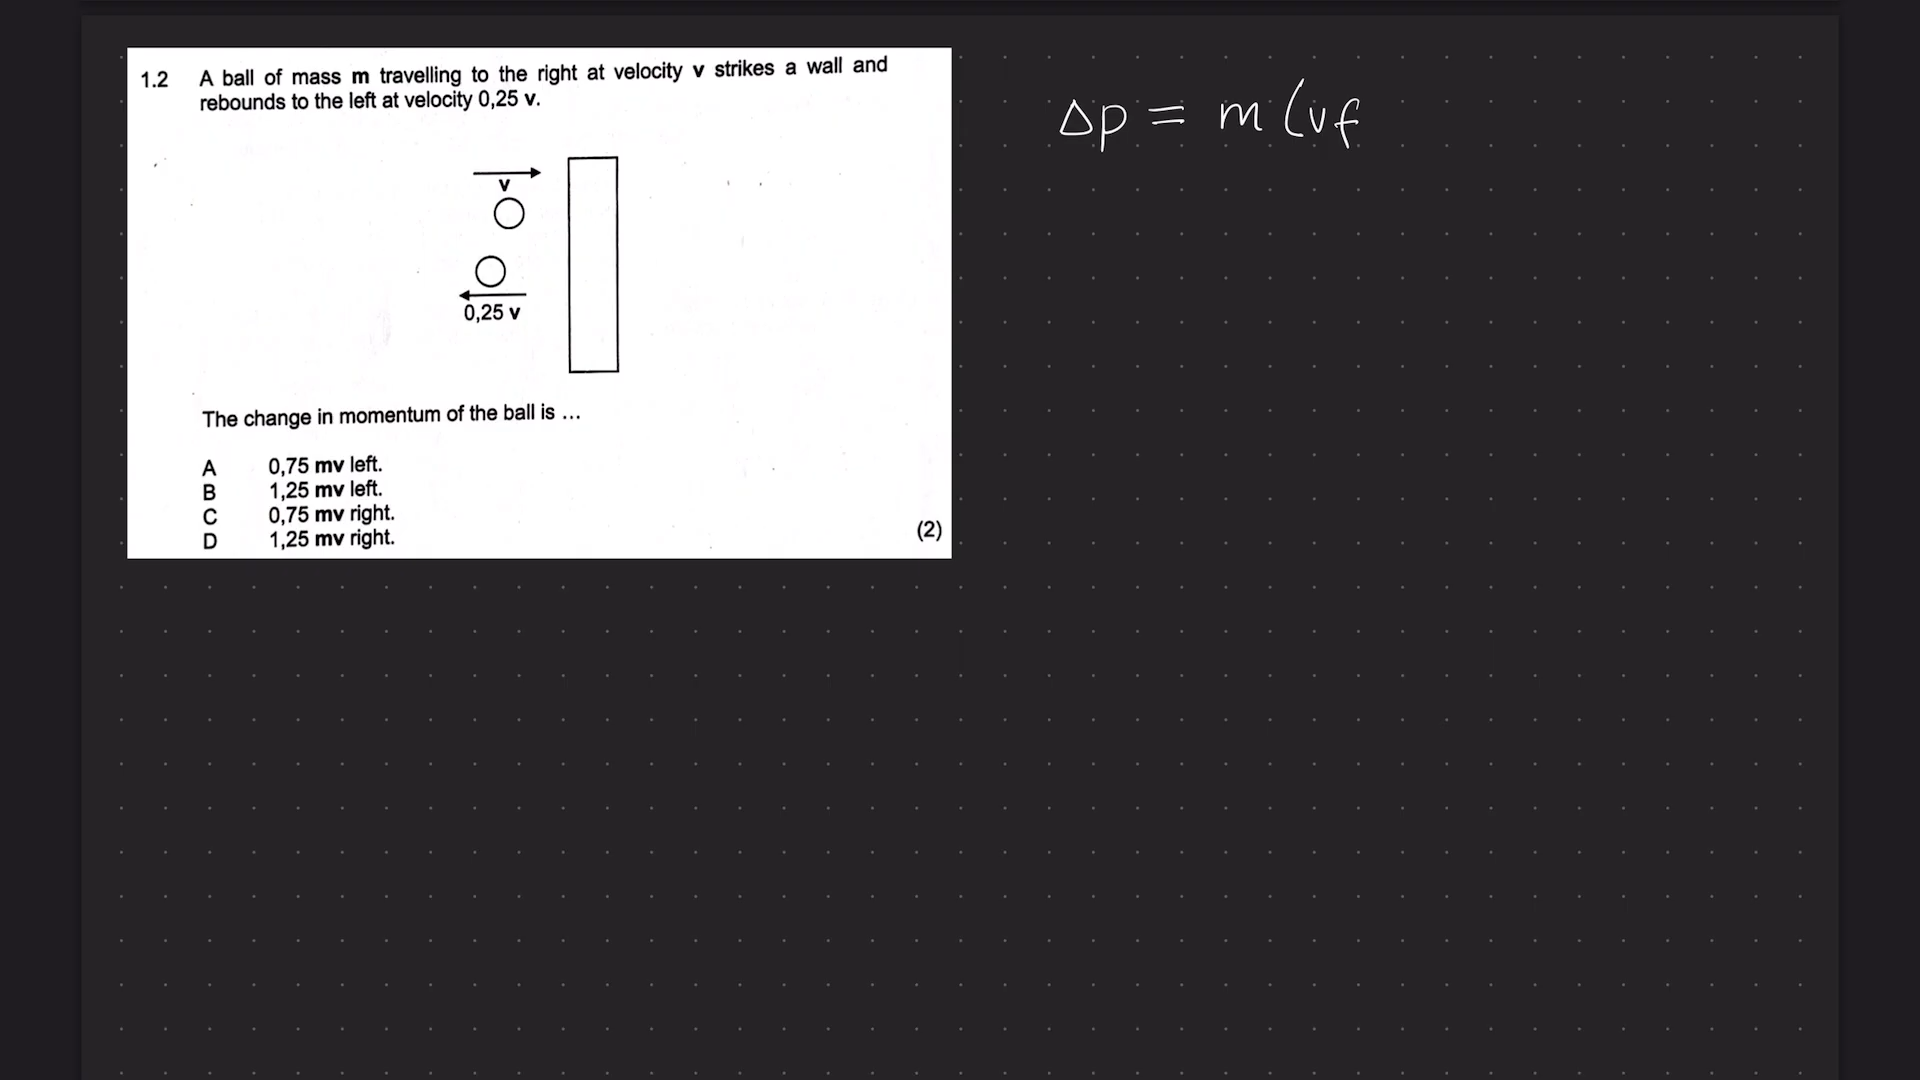 1.2 A ball of mass m travelling to the right at velocity v strikes a wall and
rebounds to the left at velocity 0,25 v.
v
0,25 v
The change in momentum of the ball is ...
A 0,75 mv left.
B 1,25 mv left.
C 0,75 mv right.
D 1,25 mv right.
(2)
Δp = m (vf